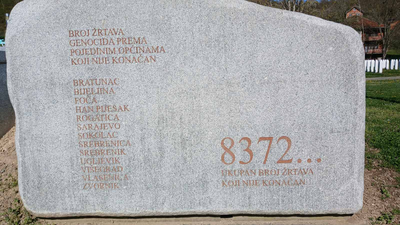 BROJ ŽRTAVA
GENOCIDA PREMA
POJEDINIM OPĆINAMA
KOJI NIJE KONAČAN
BRATUNAC
BIJELJINA
FOČA
HAN PIJESAK
ROGATICA
SARAJEVO
SOKOLAC
SREBRENICA
SREBRENIK
UGLJEVIK
VIŠEGRAD
VLASENICA
ZVORNIK
8372...
UKUPAN BROJ ŽRTAVA
KOJI NIJE KONAČAN